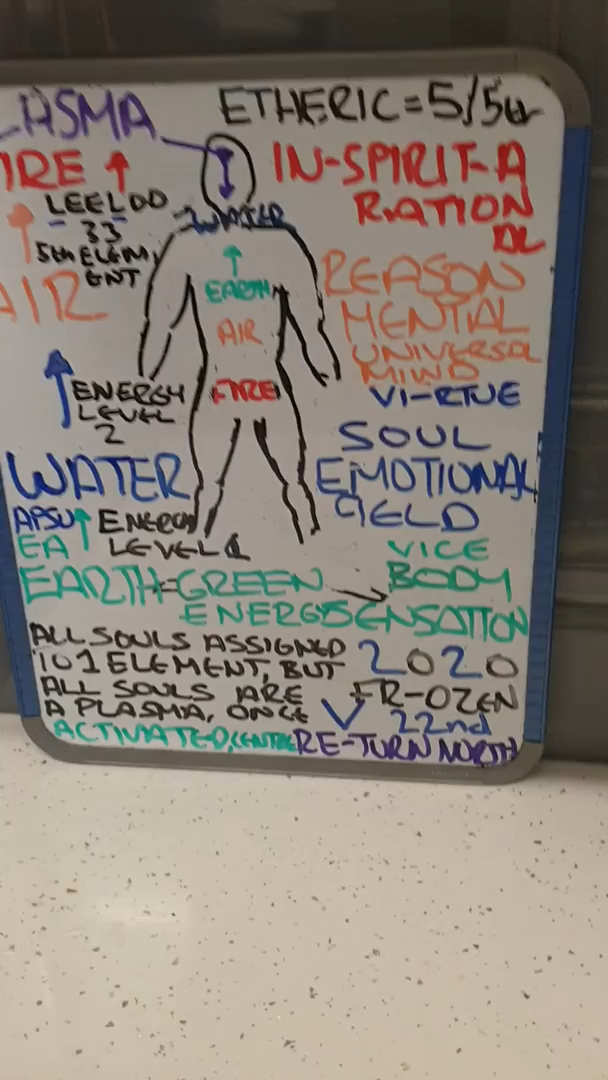 LASMA
ETHERIC=5/5th
IRE
IN-SPIRIT-A
RATION
LEELOO
33
5th ELEM
ENT
WATER
AIR
REASON
MENTAL
UNIVERSAL
MIND
EARTH
AIR
FIRE
ENERGY
LEVEL
2
VI-RTUE
SOUL
EMOTIONAL
FIELD
WATER
APSU
EA
ENERGY
LEVEL 1
VICE
BODY
SENSATION
EARTH=GREEN
ENERGY
ALL SOULS ASSIGNED
TO 1 ELEMENT, BUT
ALL SOULS ARE
A PLASMA, ONCE
ACTIVATED,
2020
FR-OZEN
V 22nd
RE-TURN NORTH